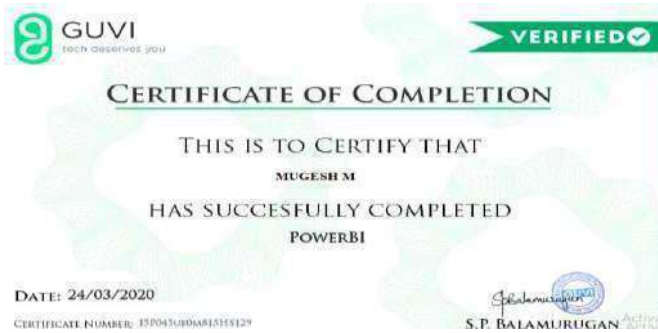 GUVI
tech deserves you
VERIFIED
CERTIFICATE OF COMPLETION
THIS IS TO CERTIFY THAT
MUGESH M
HAS SUCCESFULLY COMPLETED
POWERBI
DATE: 24/03/2020
CERTIFICATE NUMBER:
S.P. BALAMURUGAN